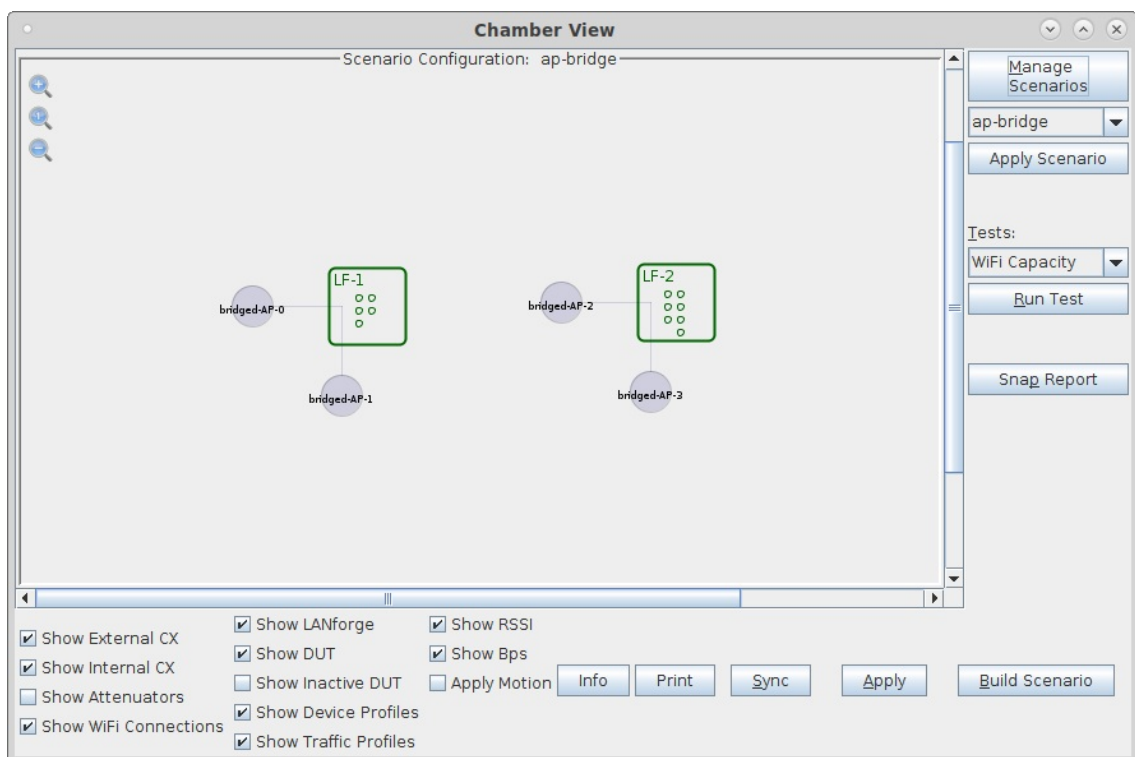 Chamber View
Scenario Configuration: ap-bridge
Manage
Scenarios
ap-bridge
Apply Scenario
Tests:
WiFi Capacity
Run Test
Snap Report
LF-1
bridged-AP-0
bridged-AP-1
LF-2
bridged-AP-2
bridged-AP-3
Show External CX
Show Internal CX
Show Attenuators
Show WiFi Connections
Show LANforge
Show DUT
Show Inactive DUT
Show Device Profiles
Show Traffic Profiles
Show RSSI
Show Bps
Apply Motion
Info
Print
Sync
Apply
Build Scenario